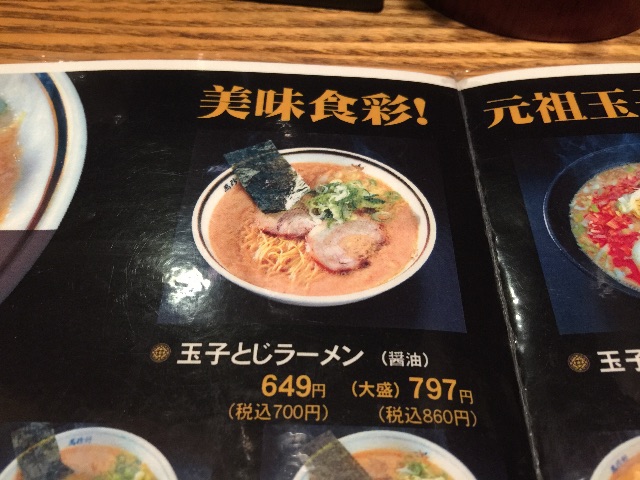 美味食彩!
元祖玉
玉子とじラーメン (醤油)
649円 (大盛) 797円
(税込700円) (税込860円)
玉子